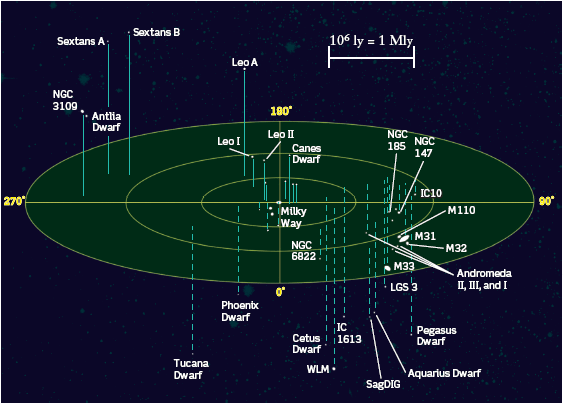 Sextans A
Sextans B
10⁶ ly = 1 Mly
Leo A
NGC
3109
Antlia
Dwarf
180°
Leo I
Leo II
Canes
Dwarf
NGC
185
NGC
147
IC10
270°
90°
Milky
Way
M110
M31
M32
NGC
6822
M33
Andromeda
II, III, and I
LGS 3
0°
Phoenix
Dwarf
Tucana
Dwarf
Cetus
Dwarf
IC
1613
WLM
Pegasus
Dwarf
Aquarius Dwarf
SagDIG